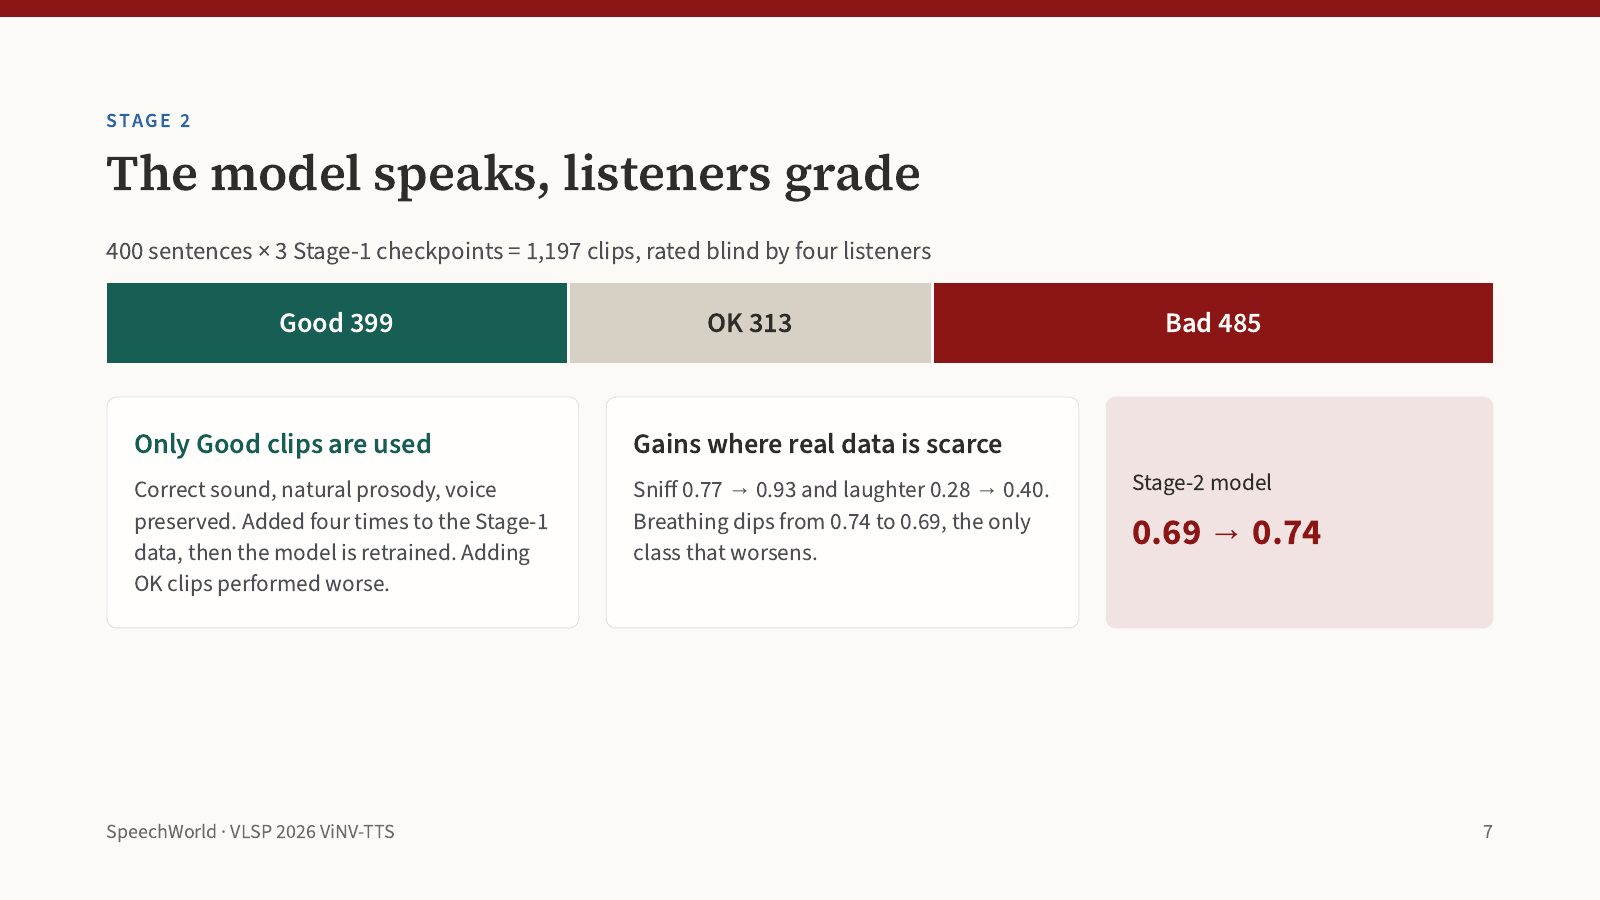 STAGE 2
The model speaks, listeners grade
400 sentences × 3 Stage-1 checkpoints = 1,197 clips, rated blind by four listeners
Good 399
OK 313
Bad 485
Only Good clips are used
Correct sound, natural prosody, voice
preserved. Added four times to the Stage-1
data, then the model is retrained. Adding
OK clips performed worse.
Gains where real data is scarce
Sniff 0.77 → 0.93 and laughter 0.28 → 0.40.
Breathing dips from 0.74 to 0.69, the only
class that worsens.
Stage-2 model
0.69 → 0.74
SpeechWorld · VLSP 2026 ViNV-TTS
7